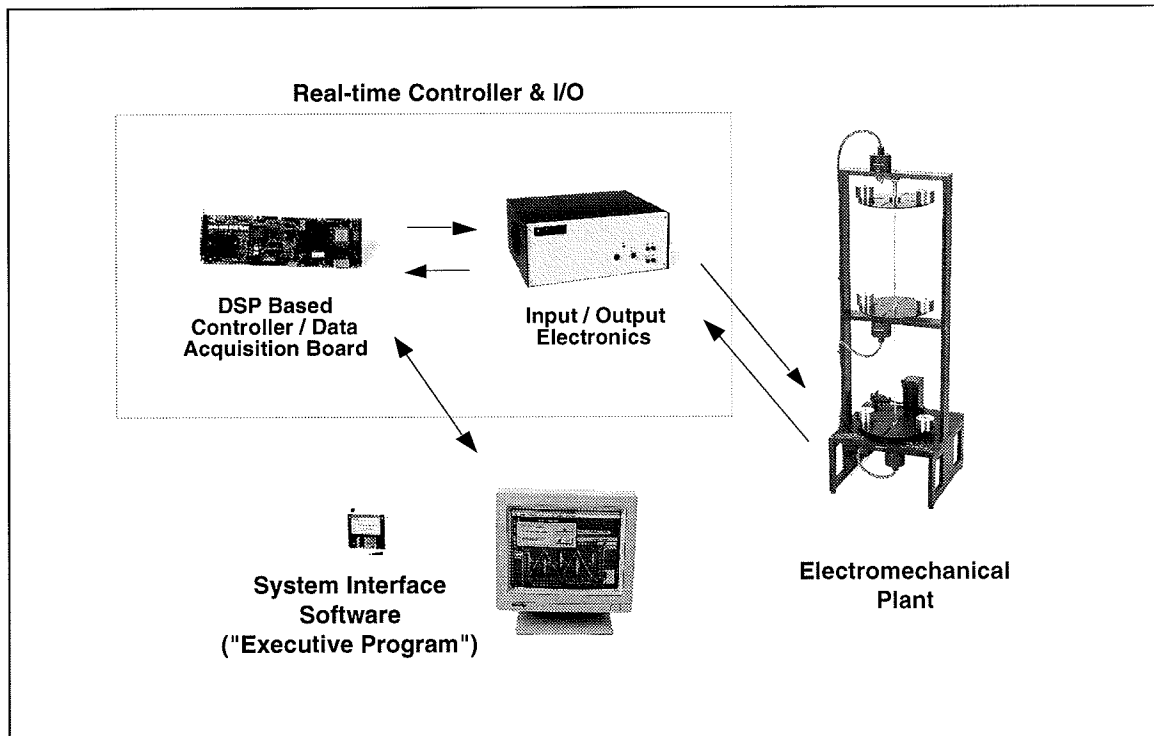 Real-time Controller & I/O
DSP Based
Controller / Data
Acquisition Board
Input / Output
Electronics
System Interface
Software
("Executive Program")
Electromechanical
Plant